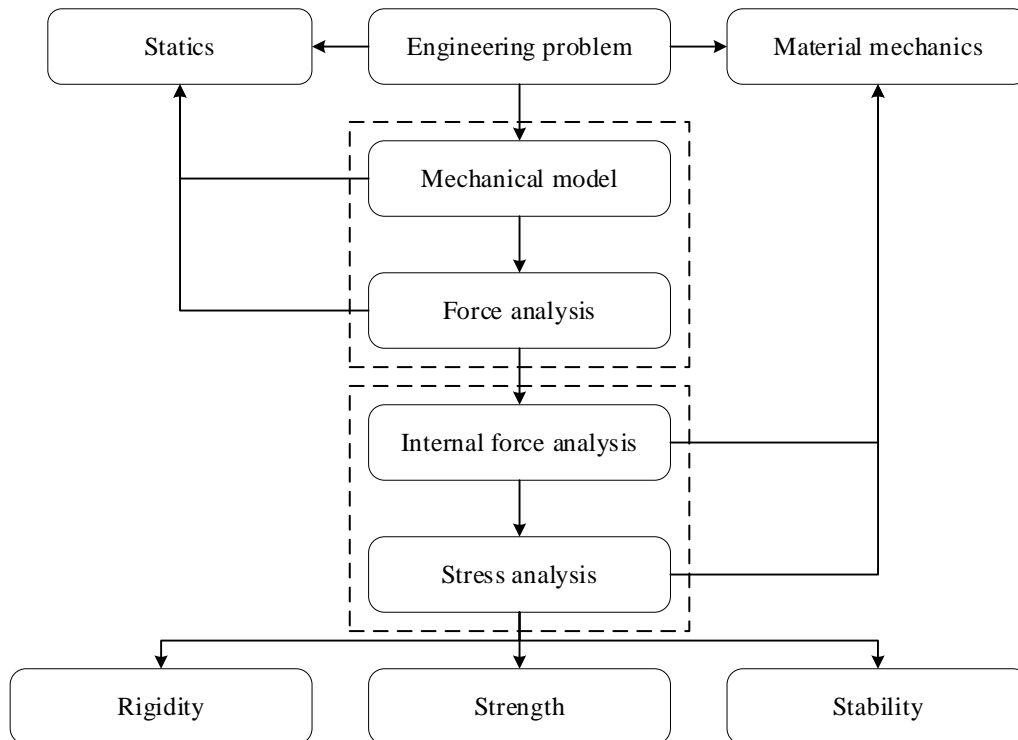 Statics
Engineering problem
Material mechanics
Mechanical model
Force analysis
Internal force analysis
Stress analysis
Rigidity
Strength
Stability